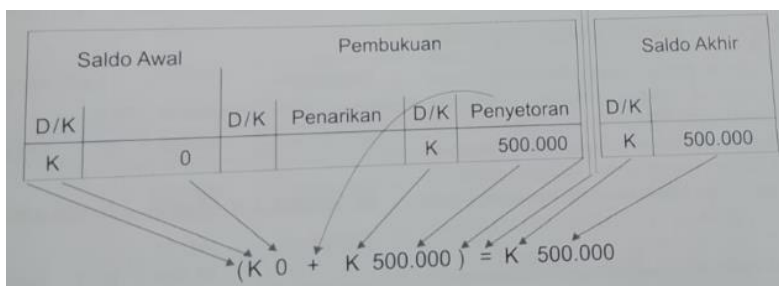 Saldo Awal Pembukuan Saldo Akhir
D/K D/K Penarikan D/K Penyetoran D/K
K 0 K 500.000 K 500.000
(K 0 + K 500.000) = K 500.000